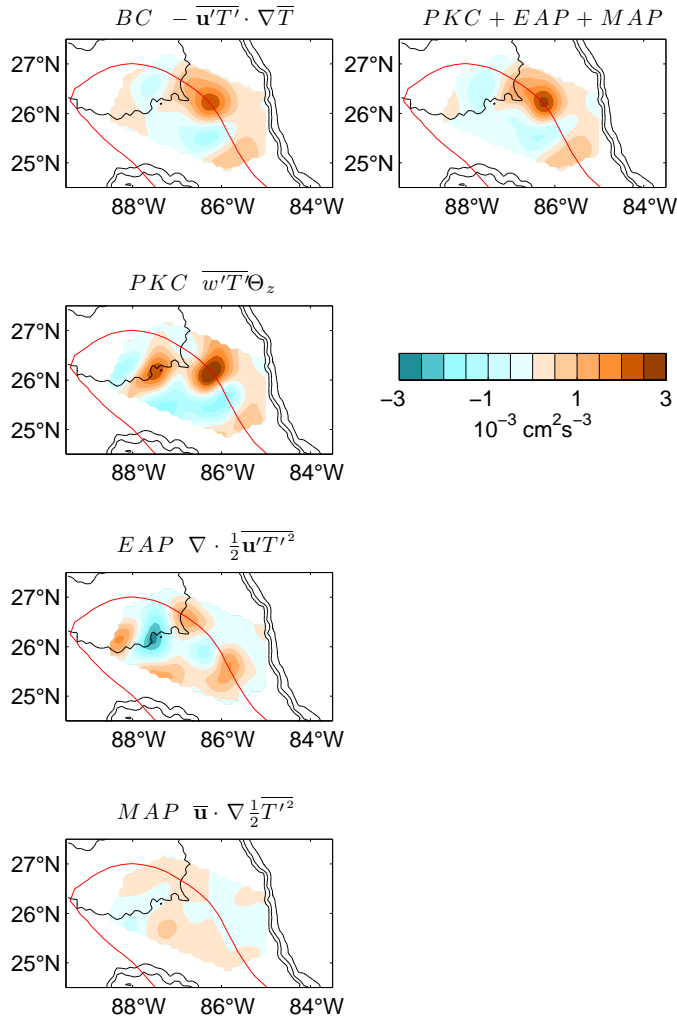 BC − u′T′ · ∇T
PKC + EAP + MAP
27°N
26°N
25°N
88°W 86°W 84°W
27°N
26°N
25°N
88°W 86°W 84°W
PKC w′T′Θz
27°N
26°N
25°N
88°W 86°W 84°W
−3 −1 1 3
10⁻³ cm²s⁻³
EAP ∇ · ½u′T′²
27°N
26°N
25°N
88°W 86°W 84°W
MAP u · ∇½T′²
27°N
26°N
25°N
88°W 86°W 84°W